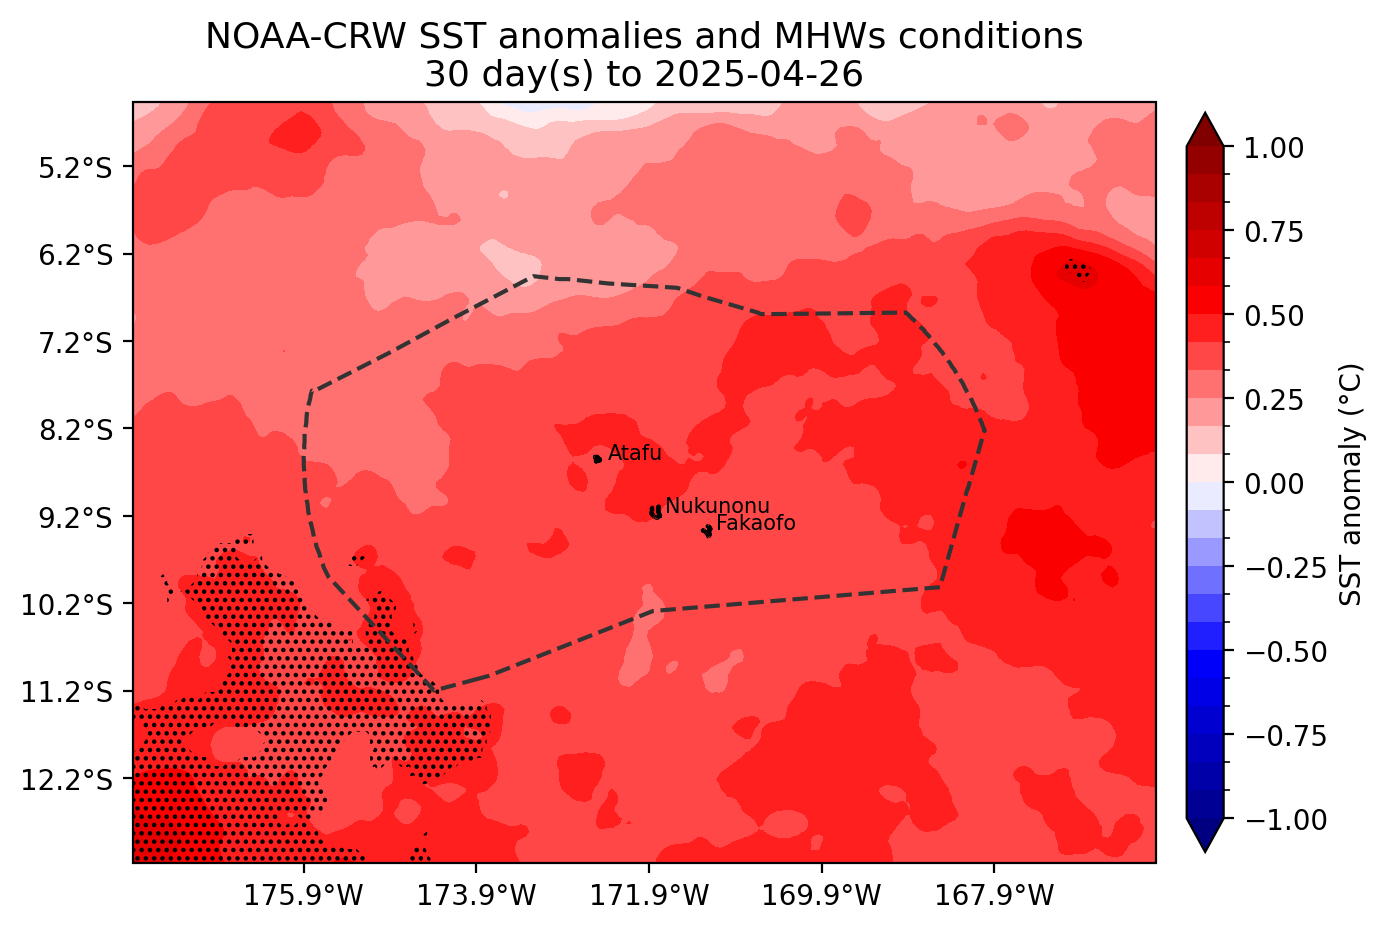 NOAA-CRW SST anomalies and MHWs conditions
30 day(s) to 2025-04-26
5.2°S
6.2°S
7.2°S
8.2°S
9.2°S
10.2°S
11.2°S
12.2°S
Atafu
Nukunonu
Fakaofo
175.9°W
173.9°W
171.9°W
169.9°W
167.9°W
1.00
0.75
0.50
0.25
0.00
−0.25
−0.50
−0.75
−1.00
SST anomaly (°C)